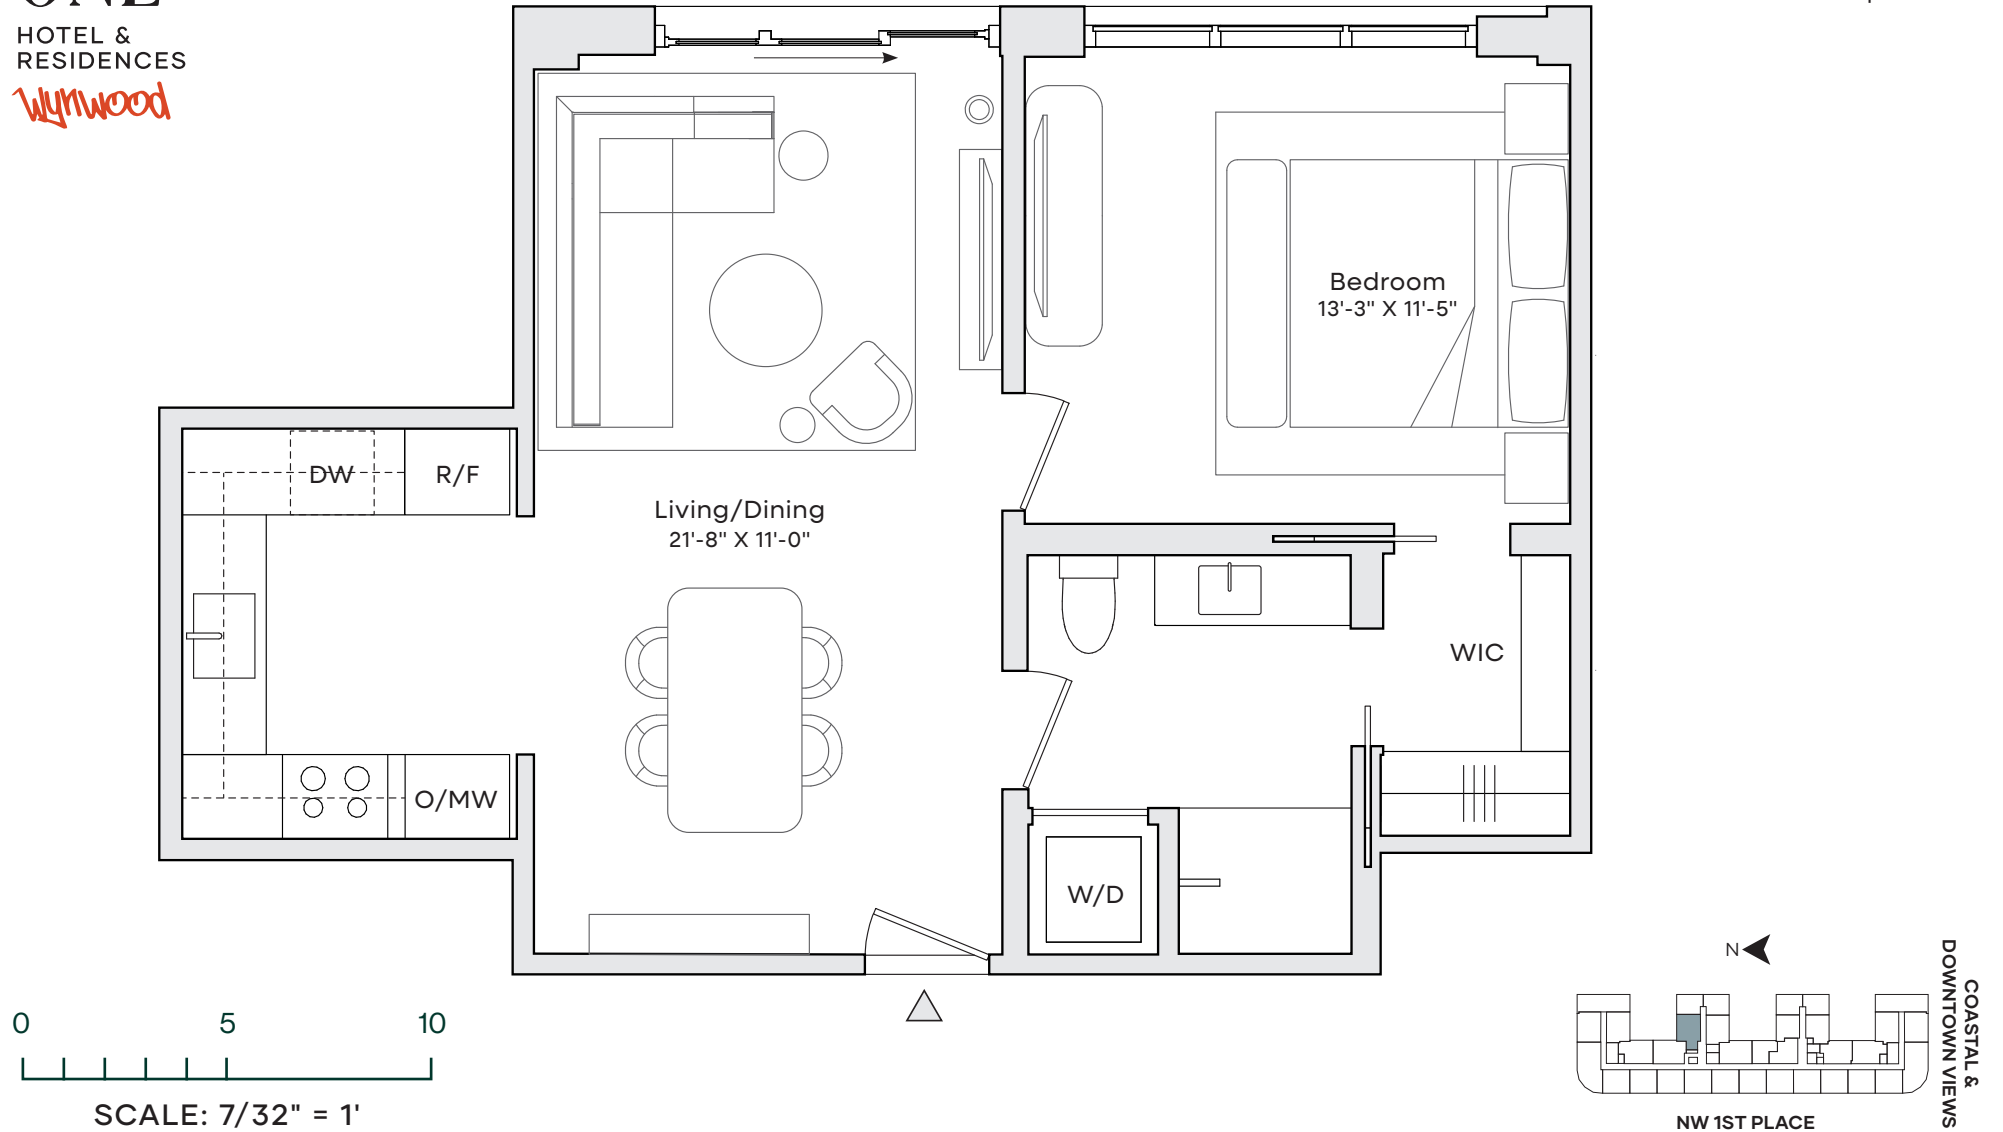 ONE
HOTEL &
RESIDENCES
Wynwood
Bedroom
13'-3" X 11'-5"
DW
R/F
Living/Dining
21'-8" X 11'-0"
WIC
O/MW
W/D
0 5 10
SCALE: 7/32" = 1'
N
COASTAL &
DOWNTOWN VIEWS
NW 1ST PLACE